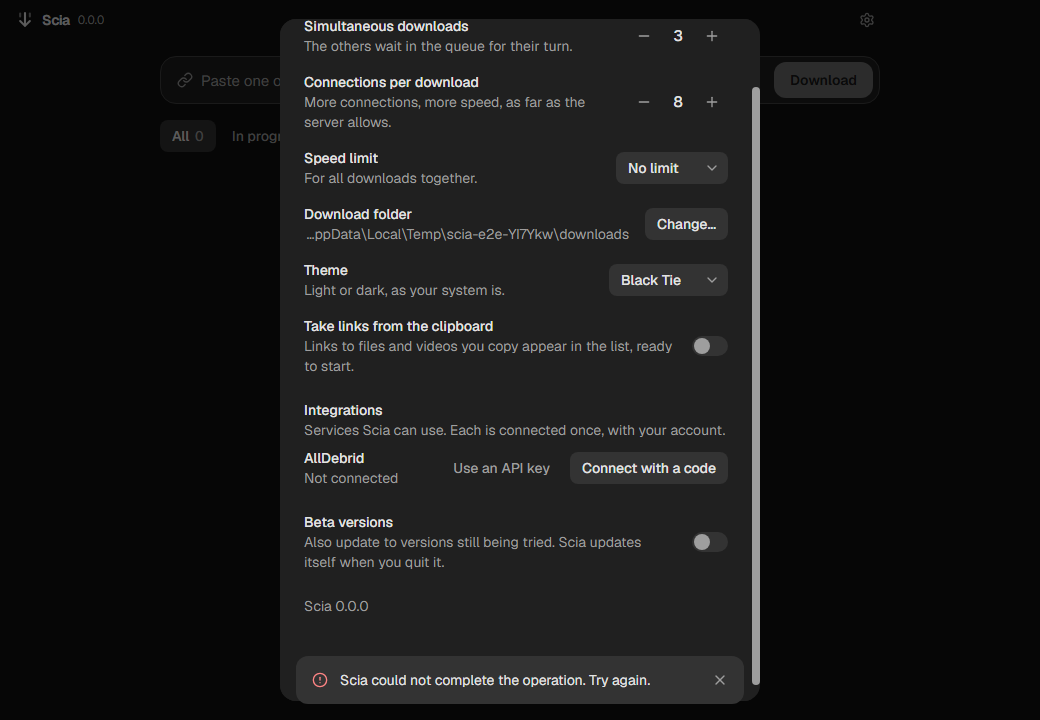 Scia 0.0.0
Paste one o
Download
All 0
In progr
Simultaneous downloads
The others wait in the queue for their turn.
3
Connections per download
More connections, more speed, as far as the
server allows.
8
Speed limit
For all downloads together.
No limit
Download folder
...ppData\Local\Temp\scia-e2e-YI7Ykw\downloads
Change...
Theme
Light or dark, as your system is.
Black Tie
Take links from the clipboard
Links to files and videos you copy appear in the list, ready
to start.
Integrations
Services Scia can use. Each is connected once, with your account.
AllDebrid
Not connected
Use an API key
Connect with a code
Beta versions
Also update to versions still being tried. Scia updates
itself when you quit it.
Scia 0.0.0
Scia could not complete the operation. Try again.